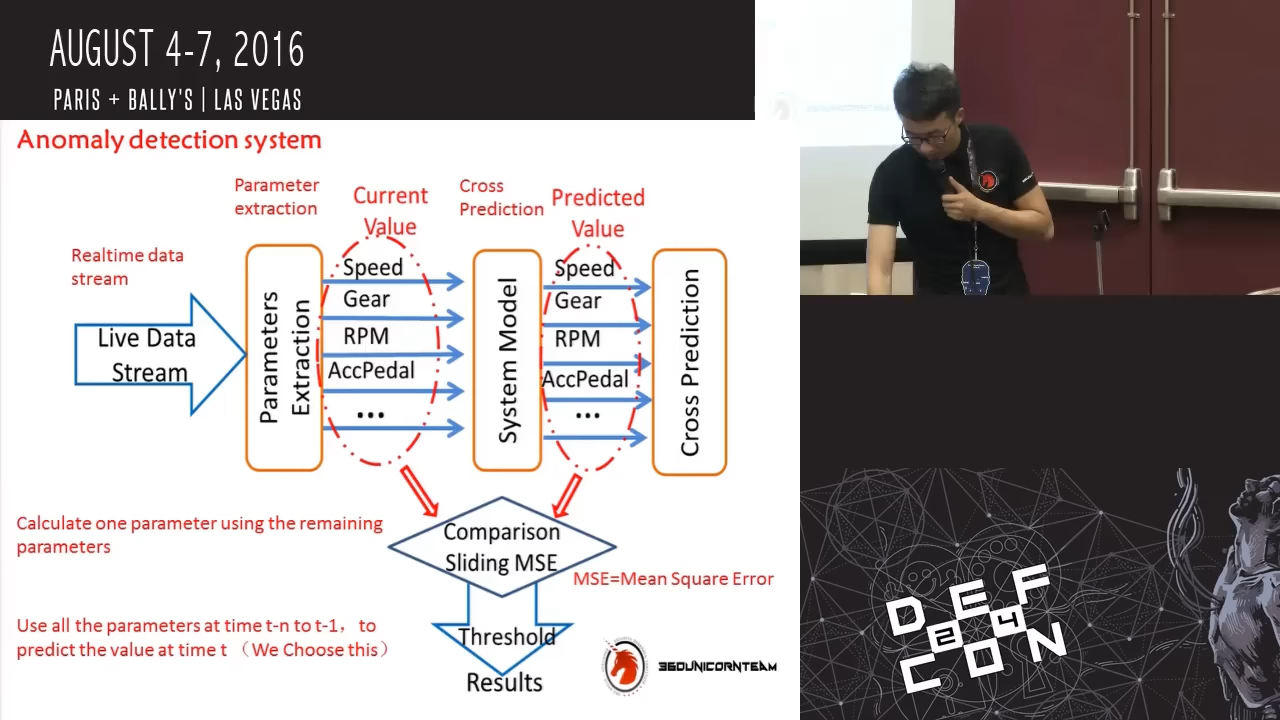 AUGUST 4-7, 2016
PARIS + BALLY'S | LAS VEGAS
Anomaly detection system
Parameter
extraction
Current
Value
Cross
Prediction
Predicted
Value
Realtime data
stream
Live Data
Stream
Parameters
Extraction
Speed
Gear
RPM
AccPedal
...
System Model
Speed
Gear
RPM
AccPedal
...
Cross Prediction
Calculate one parameter using the remaining
parameters
Comparison
Sliding MSE
MSE=Mean Square Error
Use all the parameters at time t-n to t-1，to
predict the value at time t （We Choose this）
Threshold
Results
360UNICORNTEAM
DEF
24
CON